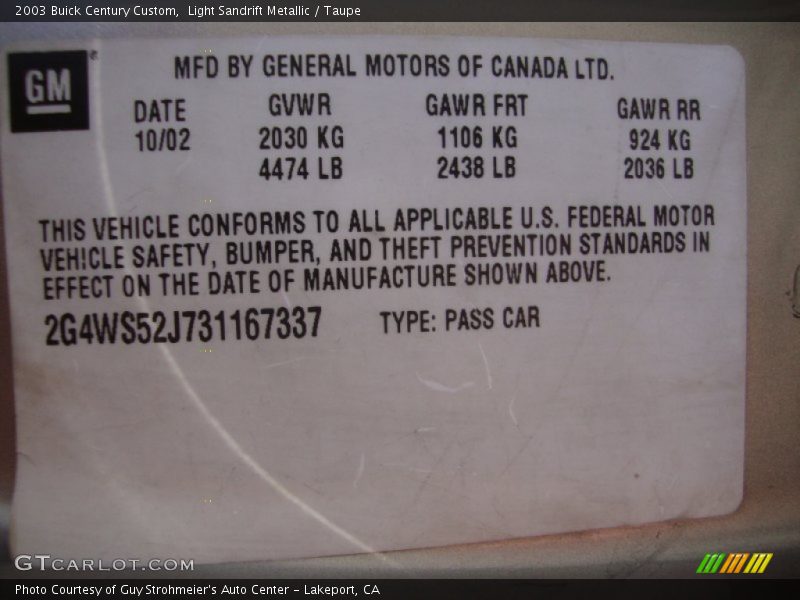 2003 Buick Century Custom, Light Sandrift Metallic / Taupe
GM
MFD BY GENERAL MOTORS OF CANADA LTD.
DATE GVWR GAWR FRT GAWR RR
10/02 2030 KG 1106 KG 924 KG
4474 LB 2438 LB 2036 LB
THIS VEHICLE CONFORMS TO ALL APPLICABLE U.S. FEDERAL MOTOR
VEHICLE SAFETY, BUMPER, AND THEFT PREVENTION STANDARDS IN
EFFECT ON THE DATE OF MANUFACTURE SHOWN ABOVE.
2G4WS52J731167337 TYPE: PASS CAR
GTCARLOT.COM
Photo Courtesy of Guy Strohmeier's Auto Center - Lakeport, CA